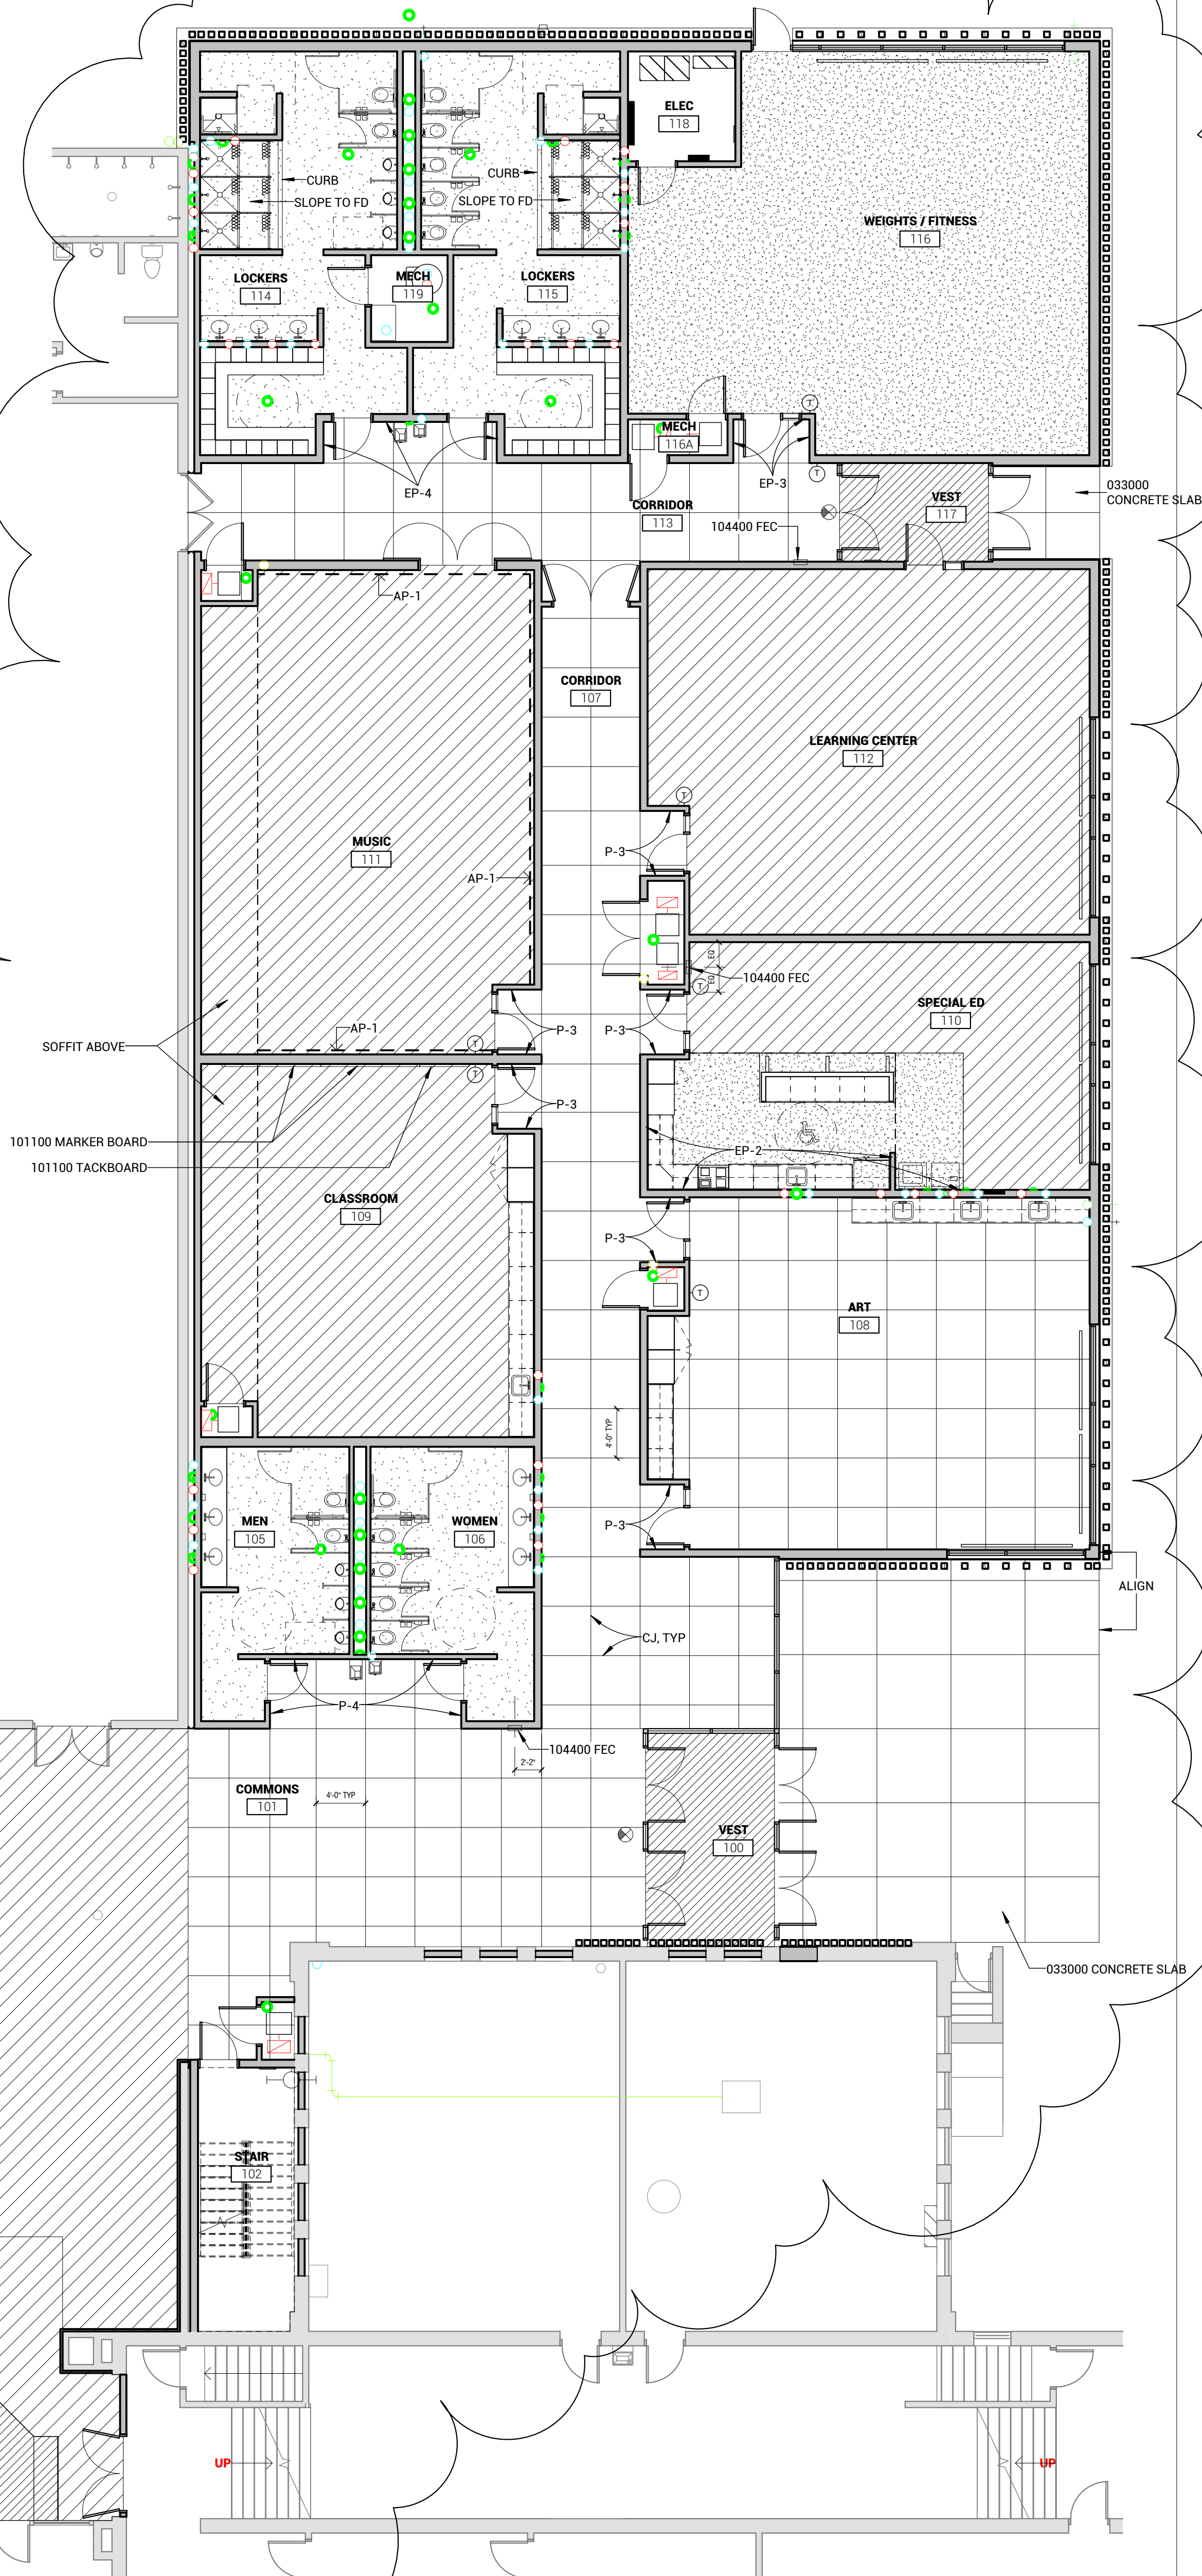 ELEC
118
CURB
CURB
SLOPE TO FD
SLOPE TO FD
WEIGHTS / FITNESS
116
LOCKERS
114
MECH
119
LOCKERS
115
T
MECH
116A
T
EP-4
EP-3
033000
CONCRETE SLAB
VEST
117
CORRIDOR
113
104400 FEC
AP-1
CORRIDOR
107
LEARNING CENTER
112
T
MUSIC
111
P-3
AP-1
EQ
EQ
104400 FEC
T
SPECIAL ED
110
AP-1
P-3
P-3
SOFFIT ABOVE
T
T
P-3
101100 MARKER BOARD
101100 TACKBOARD
EP-2
CLASSROOM
109
P-3
T
ART
108
4'-0" TYP
MEN
105
WOMEN
106
P-3
ALIGN
CJ, TYP
P-4
104400 FEC
2'-2"
COMMONS
101
4'-0" TYP
VEST
100
033000 CONCRETE SLAB
STAIR
102
UP
UP